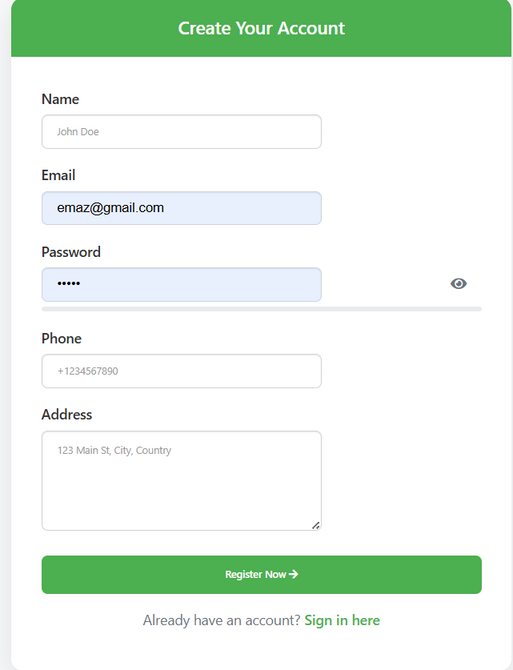 Create Your Account
Name
John Doe
Email
emaz@gmail.com
Password
•••••
Phone
+1234567890
Address
123 Main St, City, Country
Register Now →
Already have an account? Sign in here